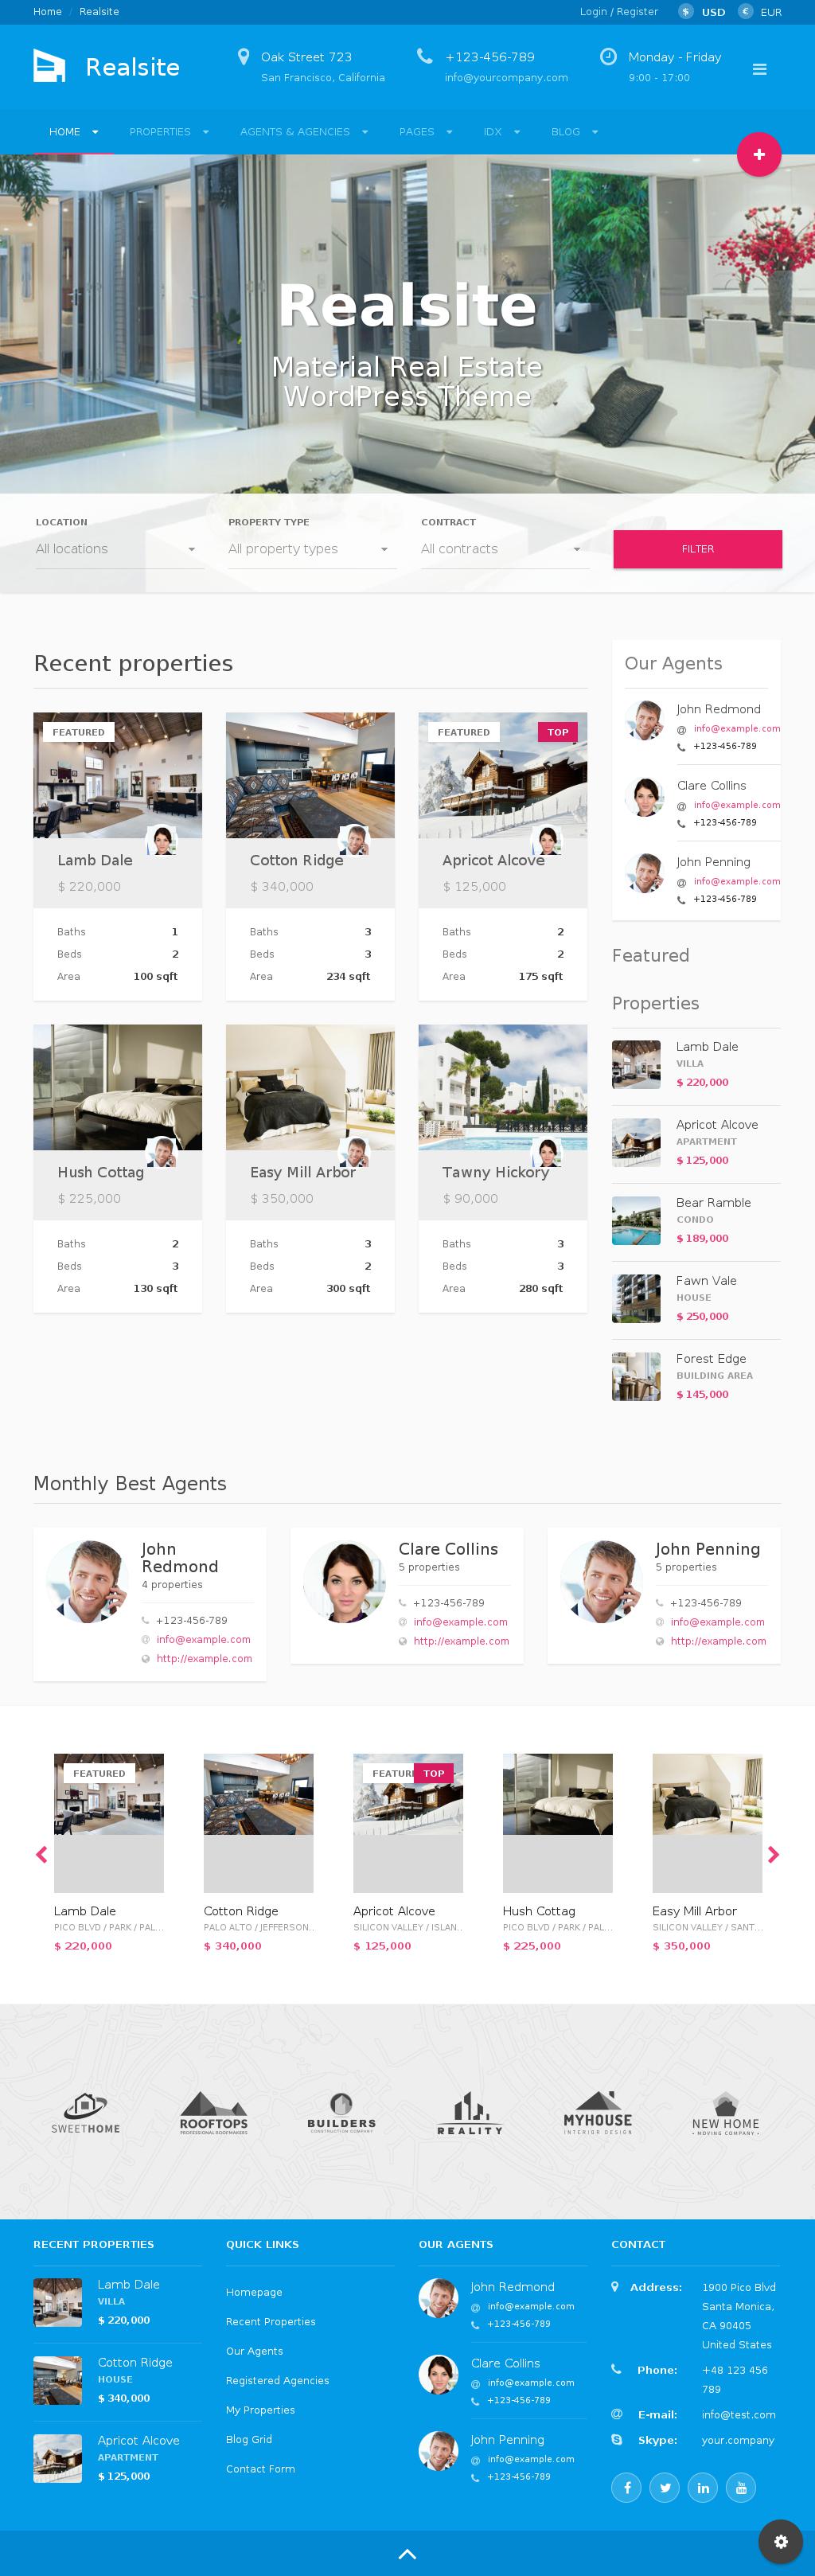 Home / Realsite
Login / Register
$ USD
€ EUR
Realsite
Oak Street 723
San Francisco, California
+123-456-789
info@yourcompany.com
Monday - Friday
9:00 - 17:00
HOME
PROPERTIES
AGENTS & AGENCIES
PAGES
IDX
BLOG
Realsite
Material Real Estate
WordPress Theme
LOCATION
All locations
PROPERTY TYPE
All property types
CONTRACT
All contracts
FILTER
Recent properties
FEATURED
Lamb Dale
$ 220,000
Baths 1
Beds 2
Area 100 sqft
Cotton Ridge
$ 340,000
Baths 3
Beds 3
Area 234 sqft
FEATURED
TOP
Apricot Alcove
$ 125,000
Baths 2
Beds 2
Area 175 sqft
Hush Cottag
$ 225,000
Baths 2
Beds 3
Area 130 sqft
Easy Mill Arbor
$ 350,000
Baths 3
Beds 2
Area 300 sqft
Tawny Hickory
$ 90,000
Baths 3
Beds 3
Area 280 sqft
Our Agents
John Redmond
info@example.com
+123-456-789
Clare Collins
info@example.com
+123-456-789
John Penning
info@example.com
+123-456-789
Featured
Properties
Lamb Dale
VILLA
$ 220,000
Apricot Alcove
APARTMENT
$ 125,000
Bear Ramble
CONDO
$ 189,000
Fawn Vale
HOUSE
$ 250,000
Forest Edge
BUILDING AREA
$ 145,000
Monthly Best Agents
John
Redmond
4 properties
+123-456-789
info@example.com
http://example.com
Clare Collins
5 properties
+123-456-789
info@example.com
http://example.com
John Penning
5 properties
+123-456-789
info@example.com
http://example.com
FEATURED
Lamb Dale
PICO BLVD / PARK / PAL...
$ 220,000
Cotton Ridge
PALO ALTO / JEFFERSON...
$ 340,000
TOP
Apricot Alcove
SILICON VALLEY / ISLAN...
$ 125,000
Hush Cottag
PICO BLVD / PARK / PAL...
$ 225,000
Easy Mill Arbor
SILICON VALLEY / SANT...
$ 350,000
SWEETHOME
ROOFTOPS
PROFESSIONAL ROOFMAKERS
BUILDERS
CONSTRUCTION COMPANY
REALITY
MYHOUSE
INTERIOR DESIGN
NEW HOME
• MOVING COMPANY •
RECENT PROPERTIES
Lamb Dale
VILLA
$ 220,000
Cotton Ridge
HOUSE
$ 340,000
Apricot Alcove
APARTMENT
$ 125,000
QUICK LINKS
Homepage
Recent Properties
Our Agents
Registered Agencies
My Properties
Blog Grid
Contact Form
OUR AGENTS
John Redmond
info@example.com
+123-456-789
Clare Collins
info@example.com
+123-456-789
John Penning
info@example.com
+123-456-789
CONTACT
Address: 1900 Pico Blvd
Santa Monica,
CA 90405
United States
Phone: +48 123 456
789
E-mail: info@test.com
Skype: your.company